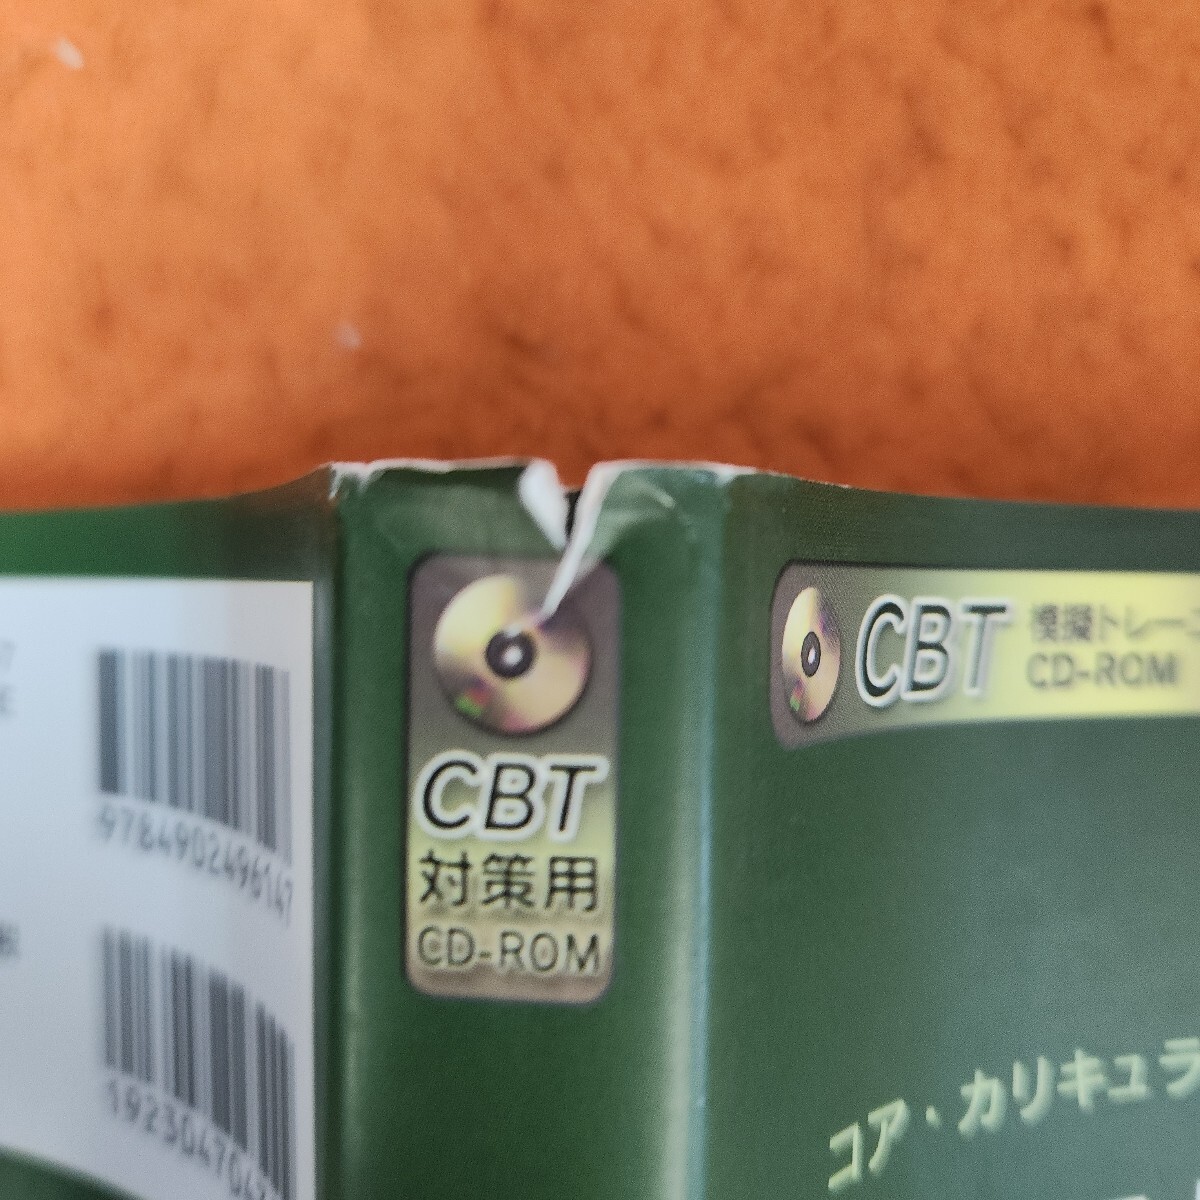 9784902496147
CBT
対策用
CD-ROM
CBT
模擬トレー
CD-ROM
コア・カリキュラ